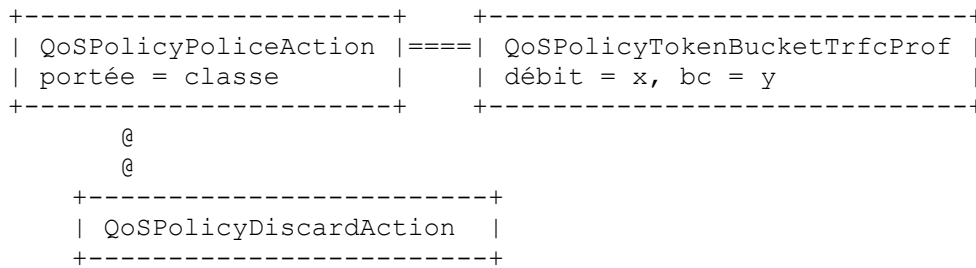 +-----------------------+    +------------------------------+
| QoSPolicyPoliceAction |====| QoSPolicyTokenBucketTrfcProf |
| portée = classe       |    | débit = x, bc = y            |
+-----------------------+    +------------------------------+
       @
       @
    +-------------------------+
    | QoSPolicyDiscardAction  |
    +-------------------------+